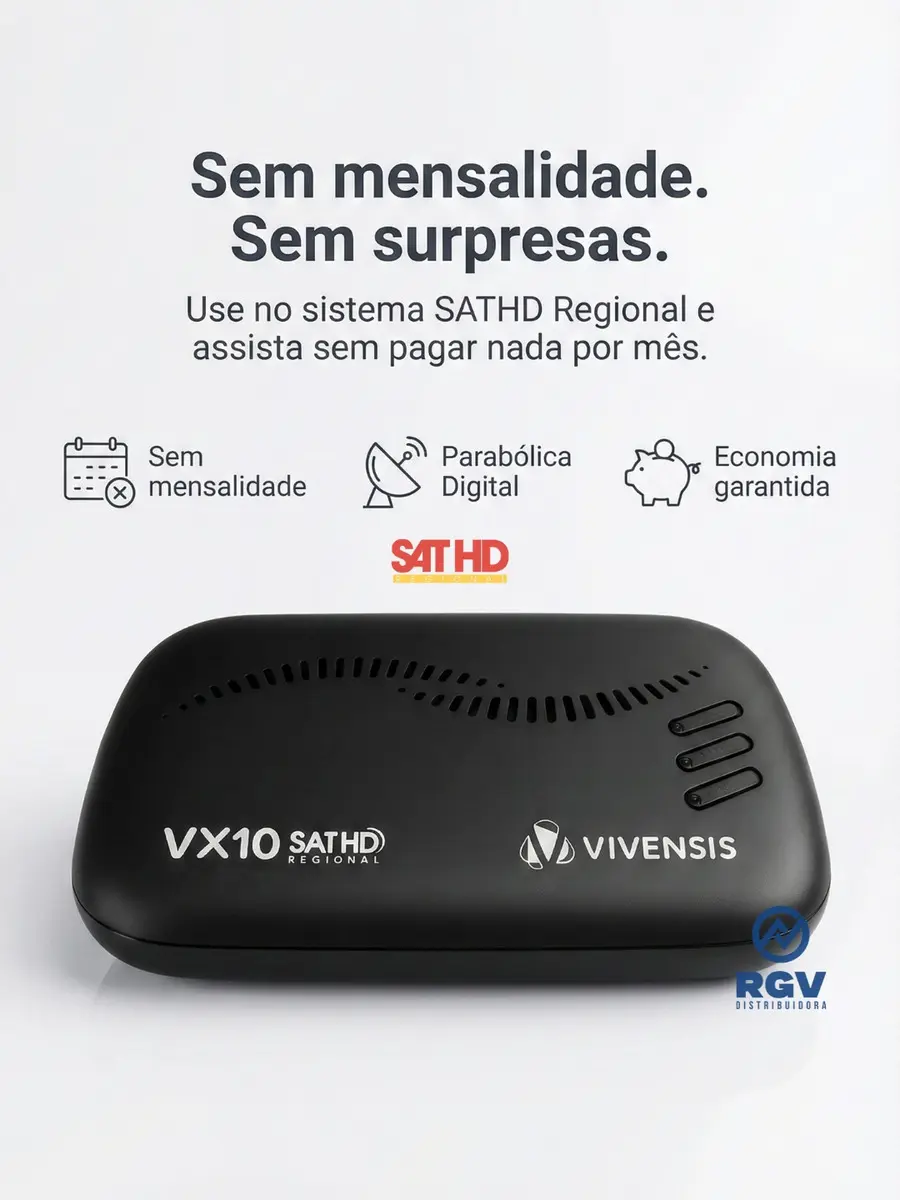 Sem mensalidade.
Sem surpresas.
Use no sistema SATHD Regional e
assista sem pagar nada por mês.
Sem
mensalidade
Parabólica
Digital
Economia
garantida
SAT HD
REGIONAL
VX10 SATHD
REGIONAL
VIVENSIS
RGV
DISTRIBUIDORA